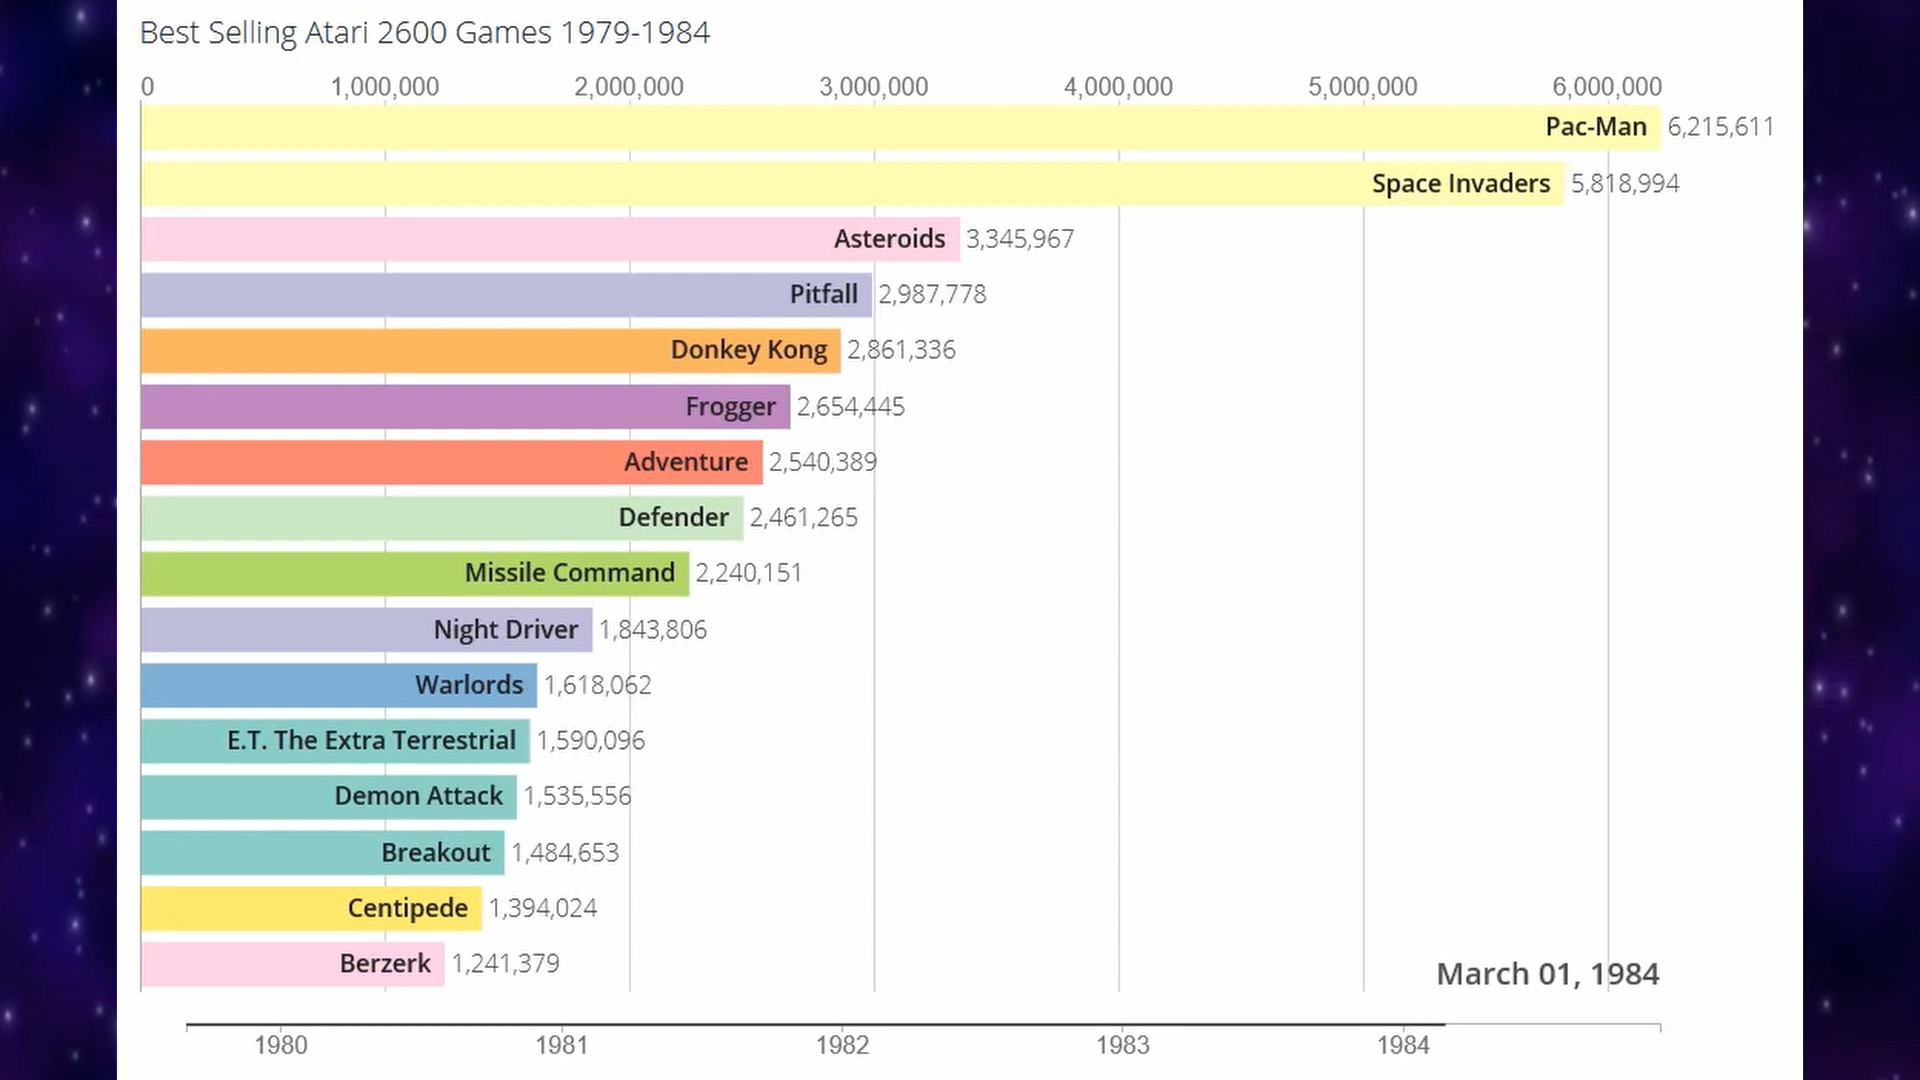 Best Selling Atari 2600 Games 1979-1984
0 1,000,000 2,000,000 3,000,000 4,000,000 5,000,000 6,000,000
Pac-Man 6,215,611
Space Invaders 5,818,994
Asteroids 3,345,967
Pitfall 2,987,778
Donkey Kong 2,861,336
Frogger 2,654,445
Adventure 2,540,389
Defender 2,461,265
Missile Command 2,240,151
Night Driver 1,843,806
Warlords 1,618,062
E.T. The Extra Terrestrial 1,590,096
Demon Attack 1,535,556
Breakout 1,484,653
Centipede 1,394,024
Berzerk 1,241,379
March 01, 1984
1980 1981 1982 1983 1984